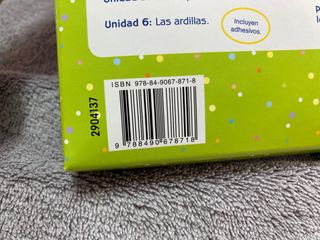 Unidad 6: Las ardillas.
Incluyen
adhesivos.
ISBN 978-84-9067-871-8
2904137
9 788490 678718